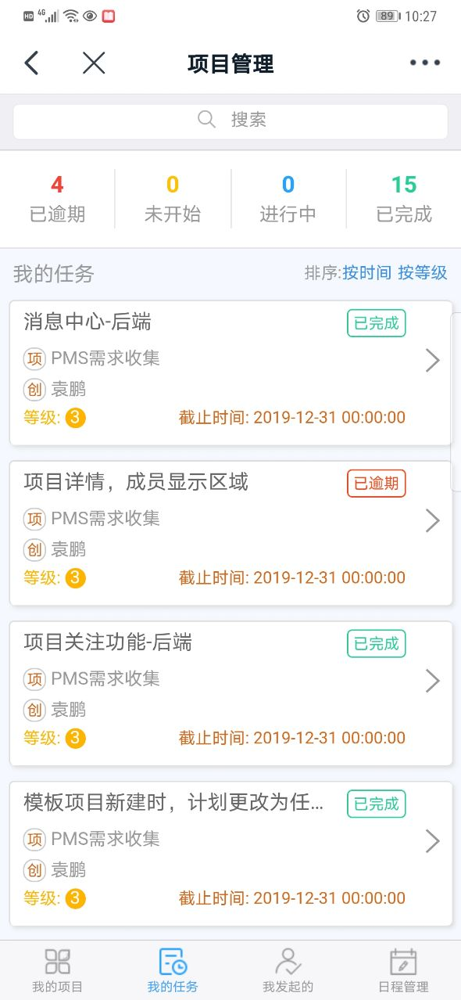 HD 4G 89 10:27
项目管理
搜索
4 0 0 15
已逾期 未开始 进行中 已完成
我的任务 排序:按时间 按等级
消息中心-后端 已完成
项 PMS需求收集
创 袁鹏
等级: 3 截止时间: 2019-12-31 00:00:00
项目详情，成员显示区域 已逾期
项 PMS需求收集
创 袁鹏
等级: 3 截止时间: 2019-12-31 00:00:00
项目关注功能-后端 已完成
项 PMS需求收集
创 袁鹏
等级: 3 截止时间: 2019-12-31 00:00:00
模板项目新建时，计划更改为任... 已完成
项 PMS需求收集
创 袁鹏
等级: 3 截止时间: 2019-12-31 00:00:00
我的项目 我的任务 我发起的 日程管理